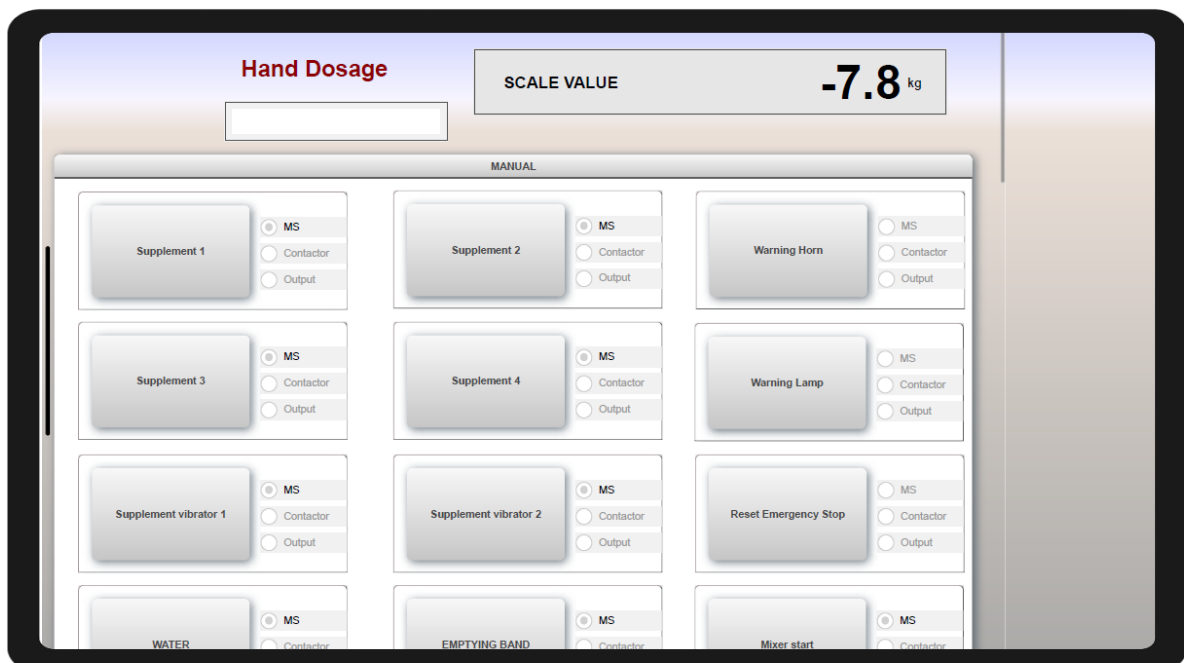 Hand Dosage
SCALE VALUE -7.8 kg
MANUAL
Supplement 1
MS
Contactor
Output
Supplement 2
MS
Contactor
Output
Warning Horn
MS
Contactor
Output
Supplement 3
MS
Contactor
Output
Supplement 4
MS
Contactor
Output
Warning Lamp
MS
Contactor
Output
Supplement vibrator 1
MS
Contactor
Output
Supplement vibrator 2
MS
Contactor
Output
Reset Emergency Stop
MS
Contactor
Output
WATER
MS
Contactor
EMPTYING BAND
MS
Contactor
Mixer start
MS
Contactor